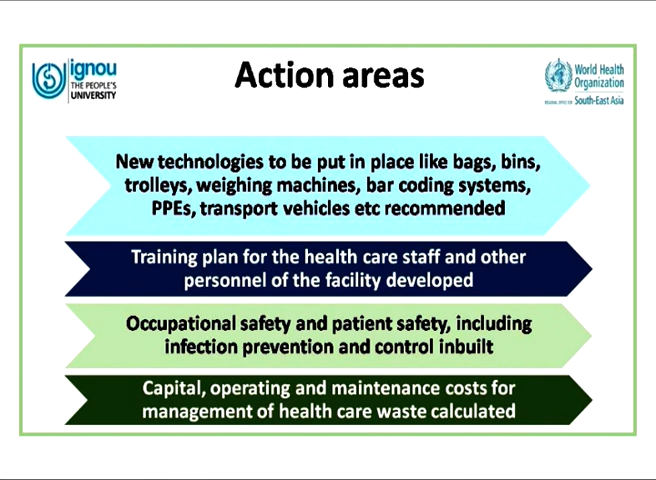 ignou
THE PEOPLE'S
UNIVERSITY
Action areas
World Health
Organization
REGIONAL OFFICE FOR South-East Asia
New technologies to be put in place like bags, bins,
trolleys, weighing machines, bar coding systems,
PPEs, transport vehicles etc recommended
Training plan for the health care staff and other
personnel of the facility developed
Occupational safety and patient safety, including
infection prevention and control inbuilt
Capital, operating and maintenance costs for
management of health care waste calculated